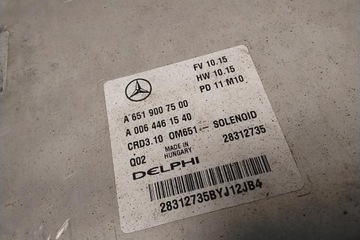 FV 10.15
HW 10.15
PD 11 M10
A 651 900 75 00
A 006 446 15 40
CRD3.10 OM651 - SOLENOID
Q02 MADE IN HUNGARY 28312735
DELPHI
28312735BYJ12JB4